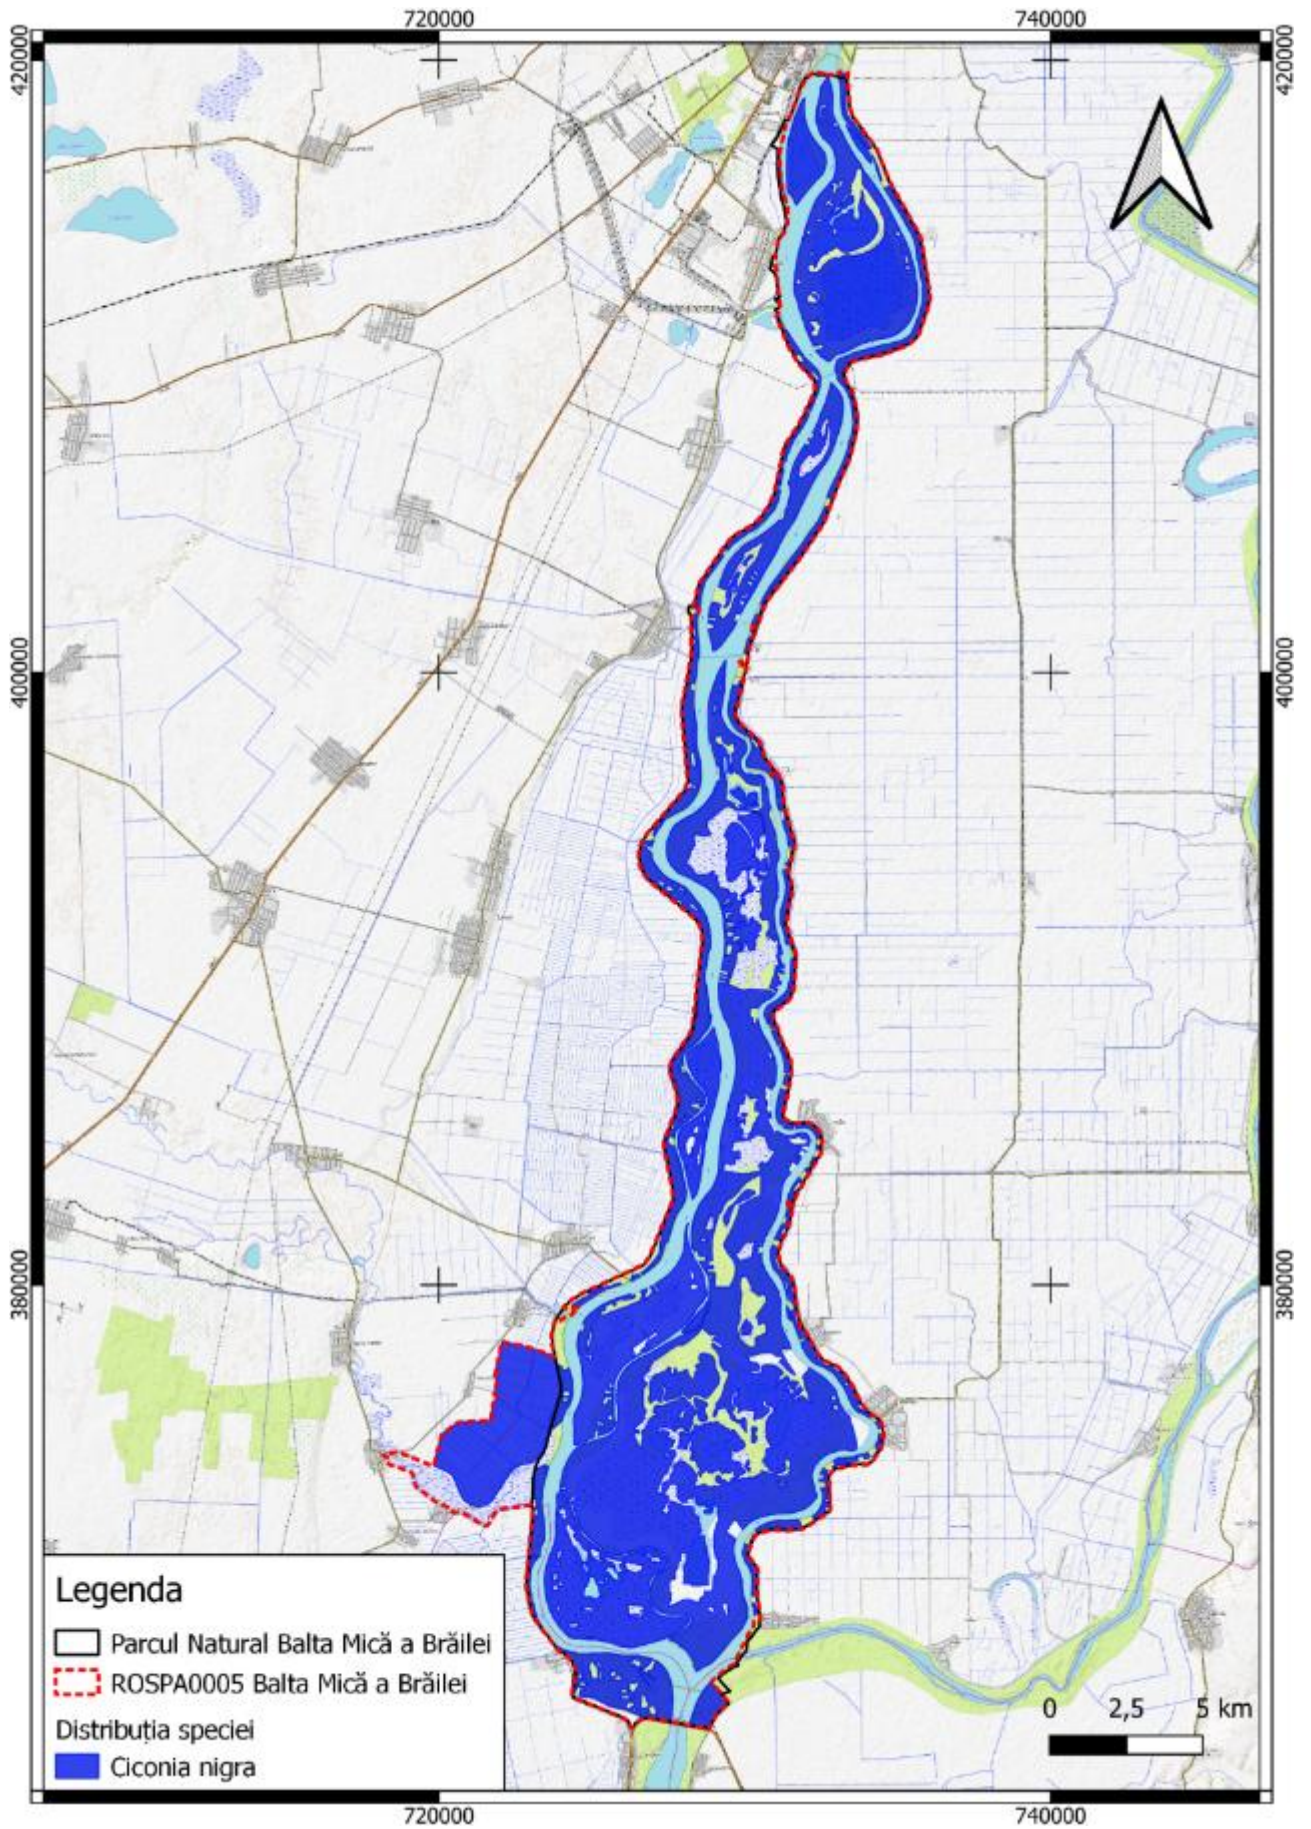 720000 740000
420000 420000
400000 400000
380000 380000
Legenda
Parcul Natural Balta Mică a Brăilei
ROSPA0005 Balta Mică a Brăilei
Distribuția speciei
Ciconia nigra
0 2,5 5 km
720000 740000